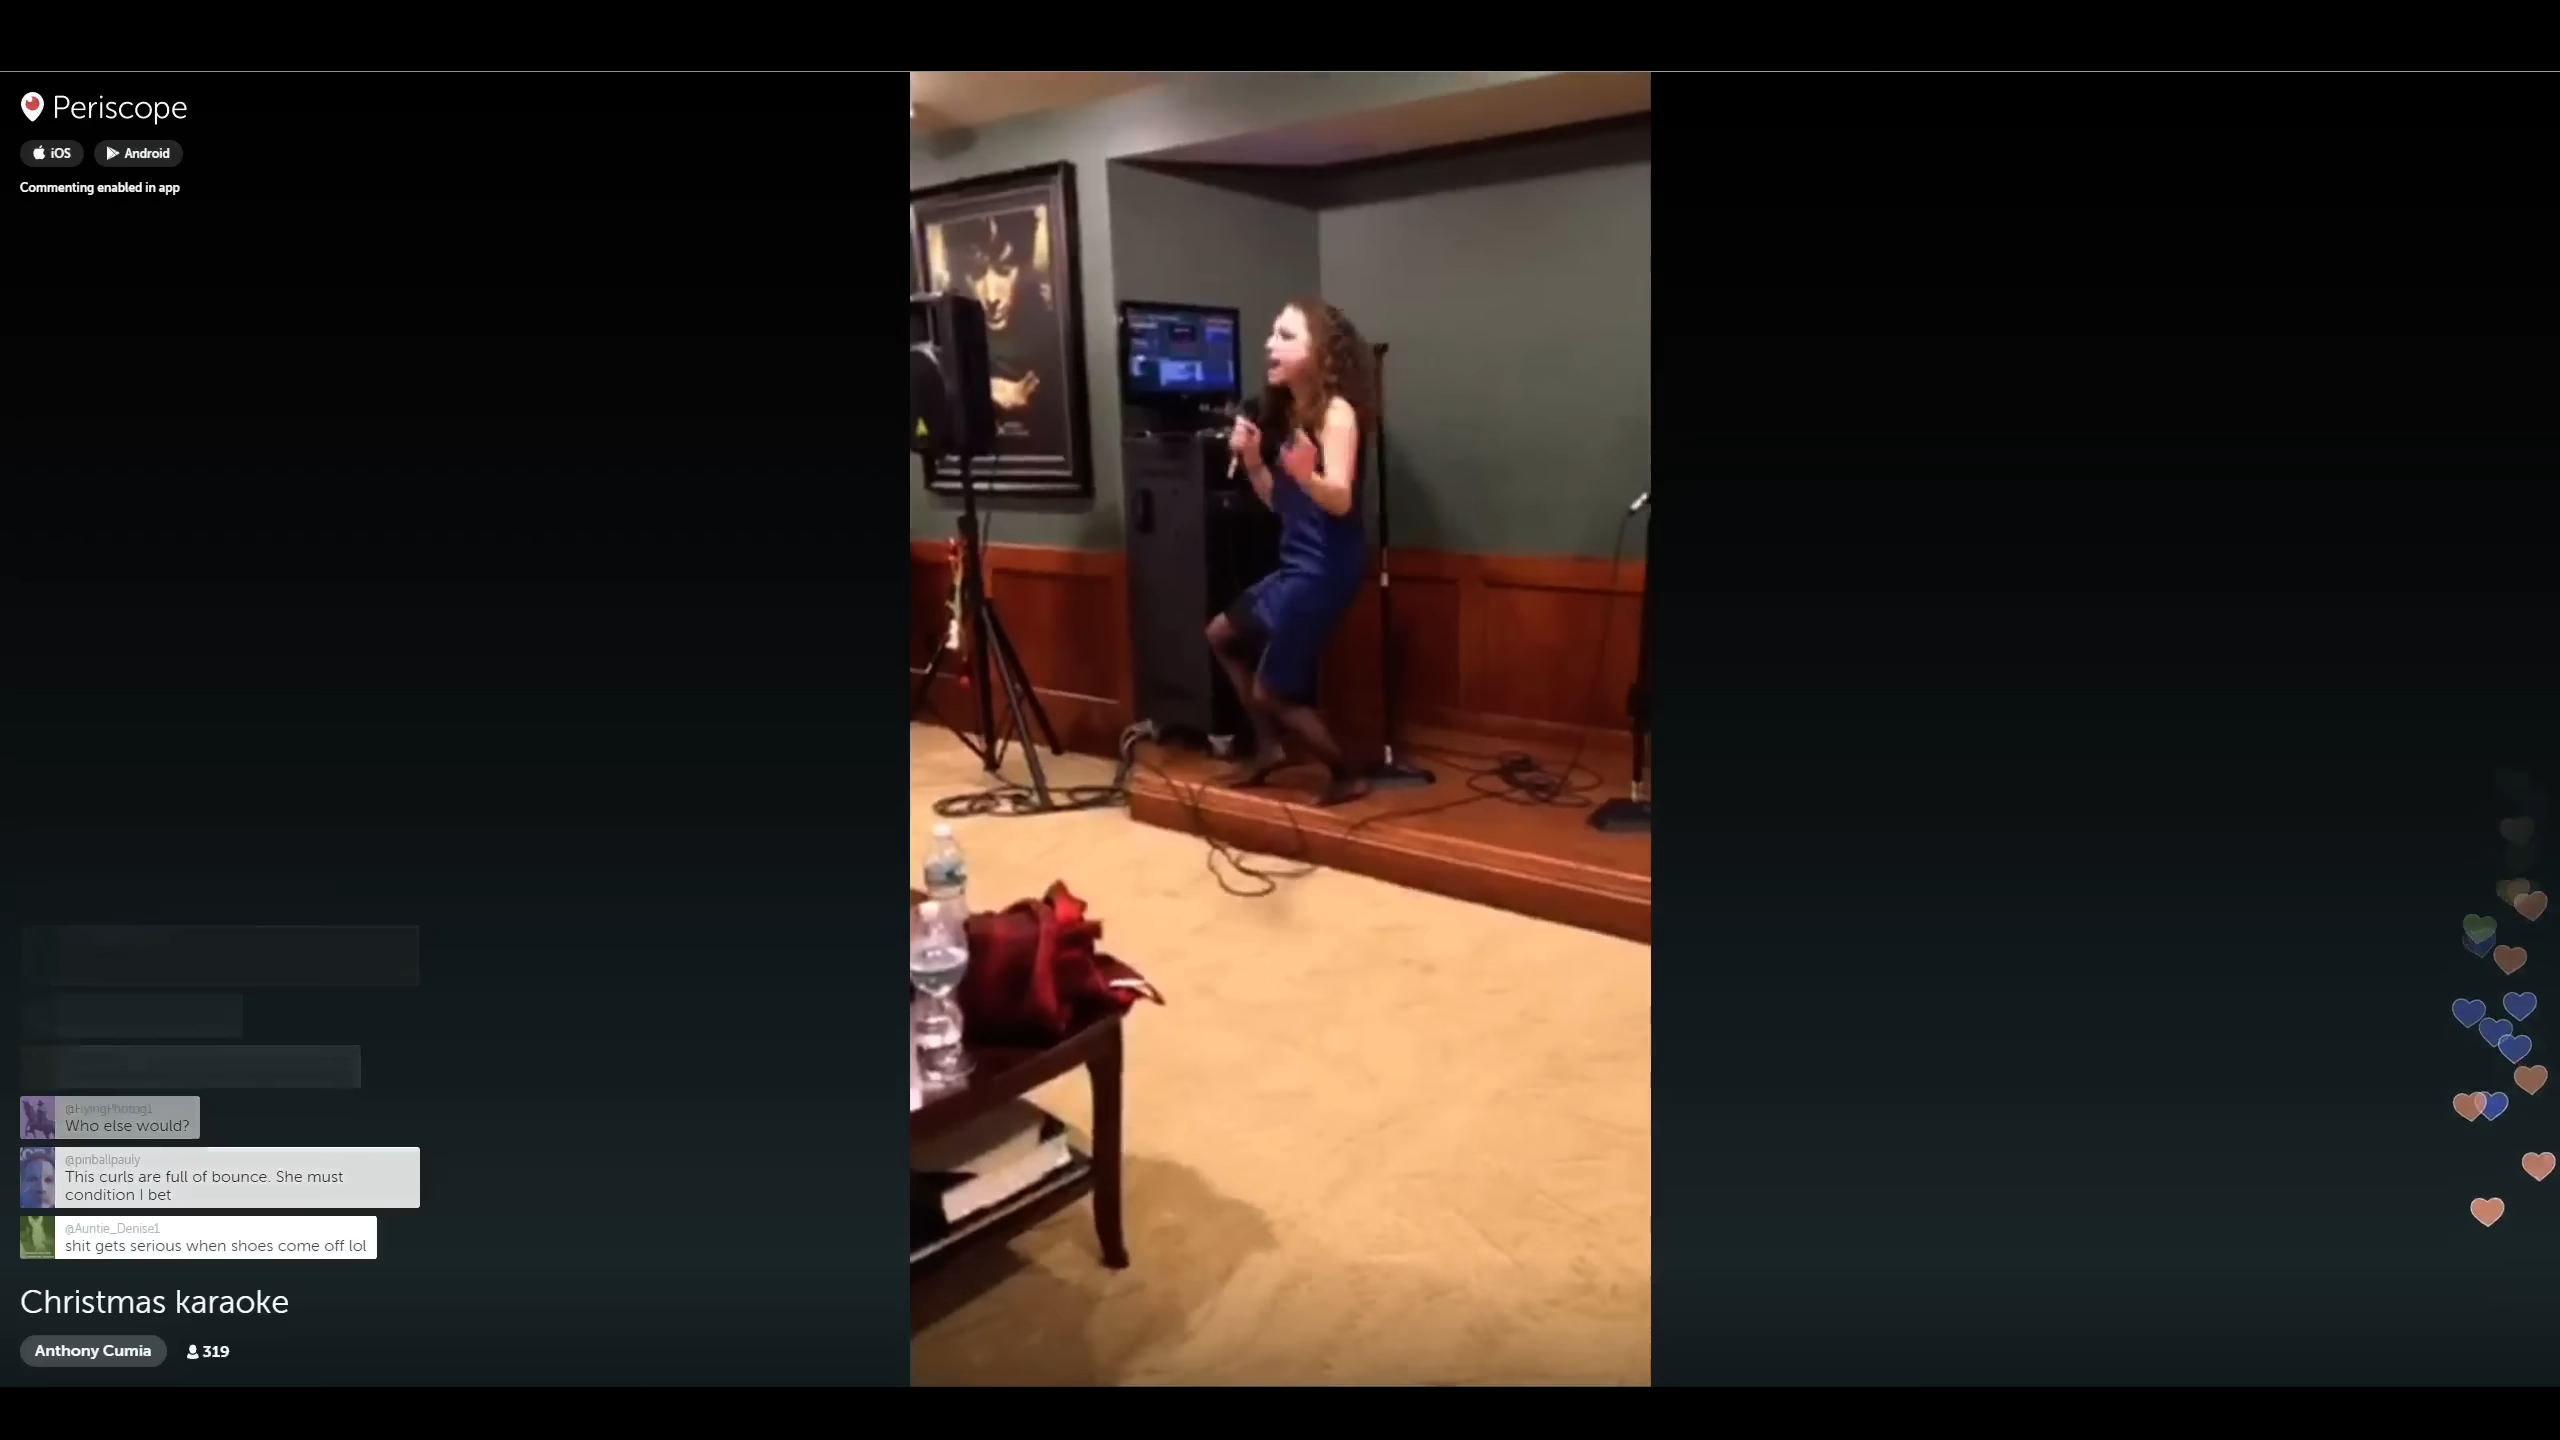 Periscope
iOS
Android
Commenting enabled in app
@FlyingPhotog1
Who else would?
@pinballpauly
This curls are full of bounce. She must
condition I bet
@Auntie_Denise1
shit gets serious when shoes come off lol
Christmas karaoke
Anthony Cumia
319